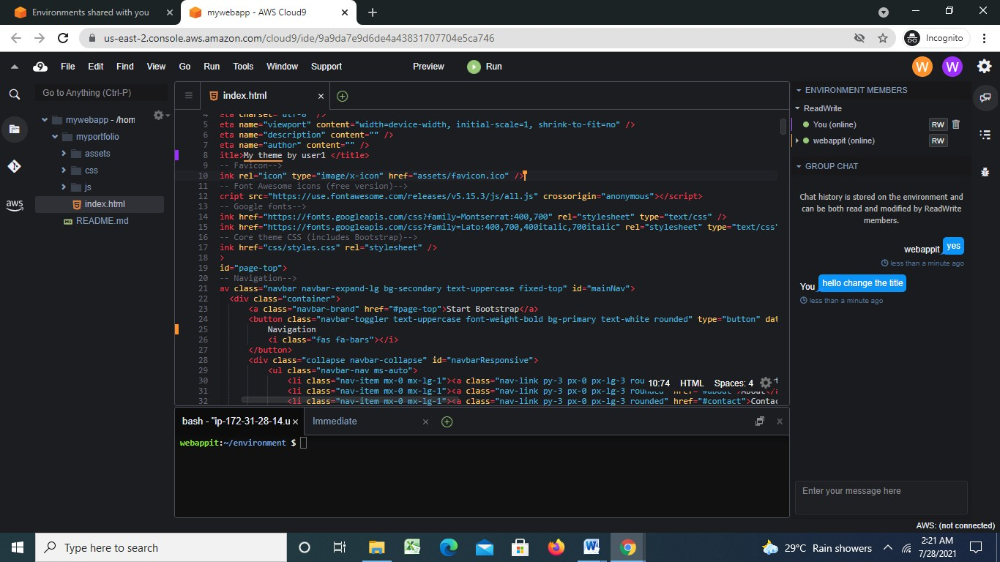 Environments shared with you
mywebapp - AWS Cloud9
us-east-2.console.aws.amazon.com/cloud9/ide/9a9da7e9d6de4a43831707704e5ca746
Incognito
9 File Edit Find View Go Run Tools Window Support Preview Run W W
Go to Anything (Ctrl-P)
mywebapp - /hom
myportfolio
assets
css
js
index.html
README.md
aws
index.html
4 eta charset="utf-8" />
5 eta name="viewport" content="width=device-width, initial-scale=1, shrink-to-fit=no" />
6 eta name="description" content="" />
7 eta name="author" content="" />
8 itle>My theme by user1 </title>
9 -- Favicon-->
10 ink rel="icon" type="image/x-icon" href="assets/favicon.ico" />
11 -- Font Awesome icons (free version)-->
12 cript src="https://use.fontawesome.com/releases/v5.15.3/js/all.js" crossorigin="anonymous"></script>
13 -- Google fonts-->
14 ink href="https://fonts.googleapis.com/css?family=Montserrat:400,700" rel="stylesheet" type="text/css" />
15 ink href="https://fonts.googleapis.com/css?family=Lato:400,700,400italic,700italic" rel="stylesheet" type="text/css"
16 -- Core theme CSS (includes Bootstrap)-->
17 ink href="css/styles.css" rel="stylesheet" />
18 >
19 id="page-top">
20 -- Navigation-->
21 av class="navbar navbar-expand-lg bg-secondary text-uppercase fixed-top" id="mainNav">
22 <div class="container">
23 <a class="navbar-brand" href="#page-top">Start Bootstrap</a>
24 <button class="navbar-toggler text-uppercase font-weight-bold bg-primary text-white rounded" type="button" dat
25 Navigation
26 <i class="fas fa-bars"></i>
27 </button>
28 <div class="collapse navbar-collapse" id="navbarResponsive">
29 <ul class="navbar-nav ms-auto">
30 <li class="nav-item mx-0 mx-lg-1"><a class="nav-link py-3 px-0 px-lg-3 rou
31 <li class="nav-item mx-0 mx-lg-1"><a class="nav-link py-3 px-0 px-lg-3 rounded" href="#about">About</a
32 <li class="nav-item mx-0 mx-lg-1"><a class="nav-link py-3 px-0 px-lg-3 rounded" href="#contact">Contac
10:74 HTML Spaces: 4
bash - "ip-172-31-28-14.u
Immediate
webappit:~/environment $
ENVIRONMENT MEMBERS
ReadWrite
You (online) RW
webappit (online) RW
GROUP CHAT
Chat history is stored on the environment and
can be both read and modified by ReadWrite
members.
webappit yes
less than a minute ago
You hello change the title
less than a minute ago
Enter your message here
AWS: (not connected)
Type here to search
29°C Rain showers
2:21 AM
7/28/2021